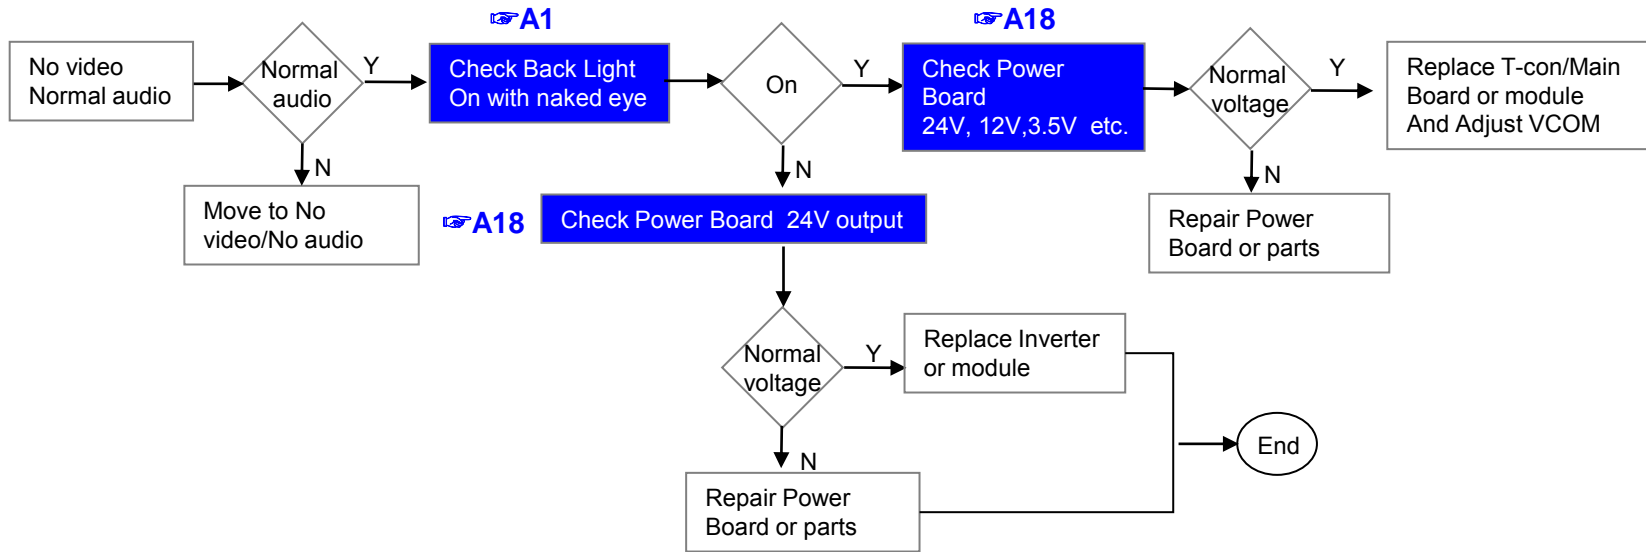 ☞A1
☞A18
No video
Normal audio
Normal
audio
Y
Check Back Light
On with naked eye
On
Y
Check Power
Board
24V, 12V,3.5V etc.
Normal
voltage
Y
Replace T-con/Main
Board or module
And Adjust VCOM
N
Move to No
video/No audio
N
☞A18
Check Power Board 24V output
N
Repair Power
Board or parts
Normal
voltage
Y
Replace Inverter
or module
End
N
Repair Power
Board or parts